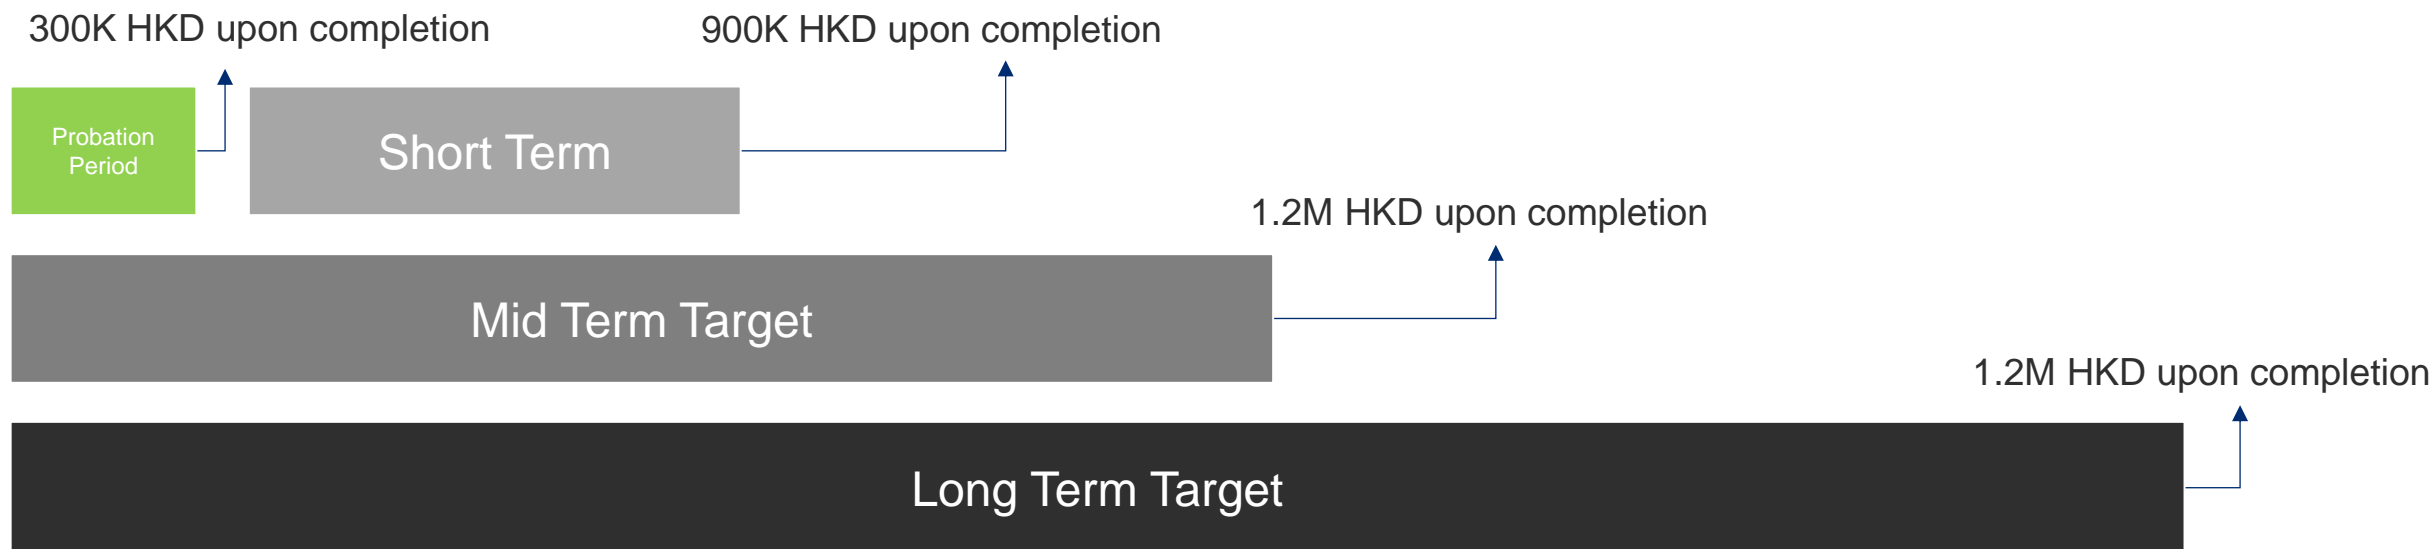 300K HKD upon completion
900K HKD upon completion
Probation
Period
Short Term
1.2M HKD upon completion
Mid Term Target
1.2M HKD upon completion
Long Term Target